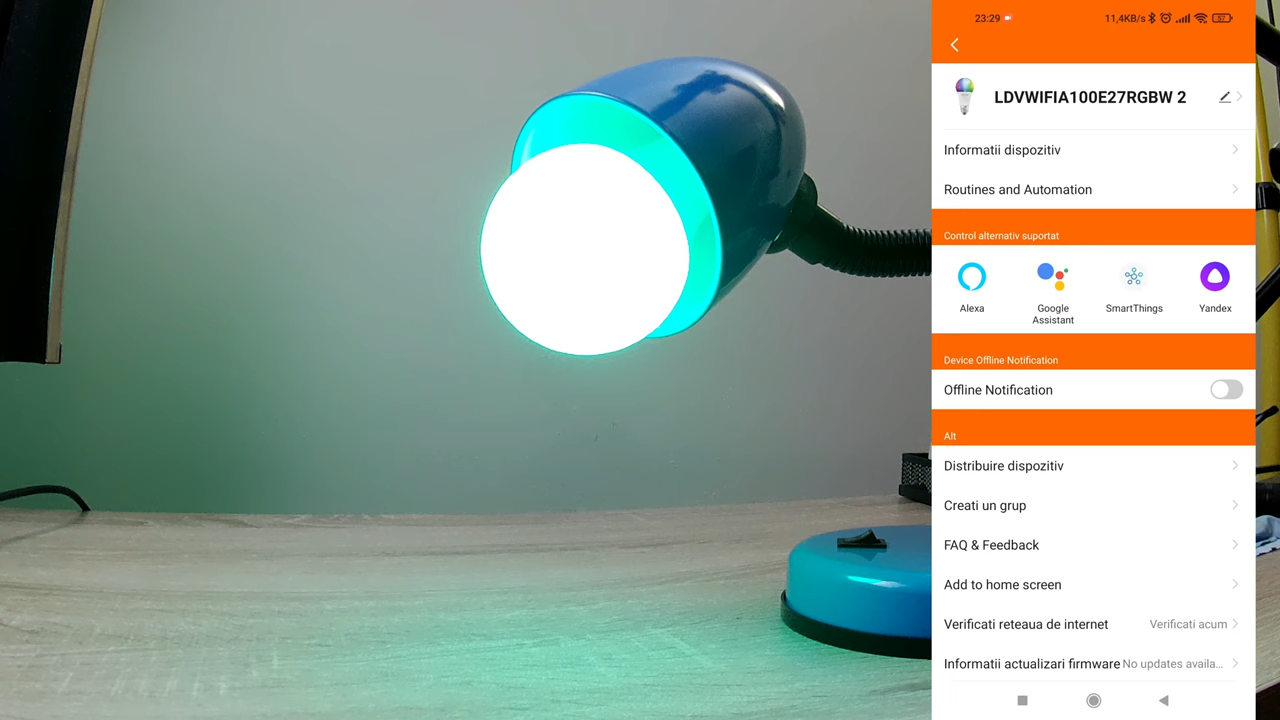 23:29
11,4KB/s
57
LDVWIFIA100E27RGBW 2
Informatii dispozitiv
Routines and Automation
Control alternativ suportat
Alexa
Google
Assistant
SmartThings
Yandex
Device Offline Notification
Offline Notification
Alt
Distribuire dispozitiv
Creati un grup
FAQ & Feedback
Add to home screen
Verificati reteaua de internet Verificati acum
Informatii actualizari firmware No updates availa...